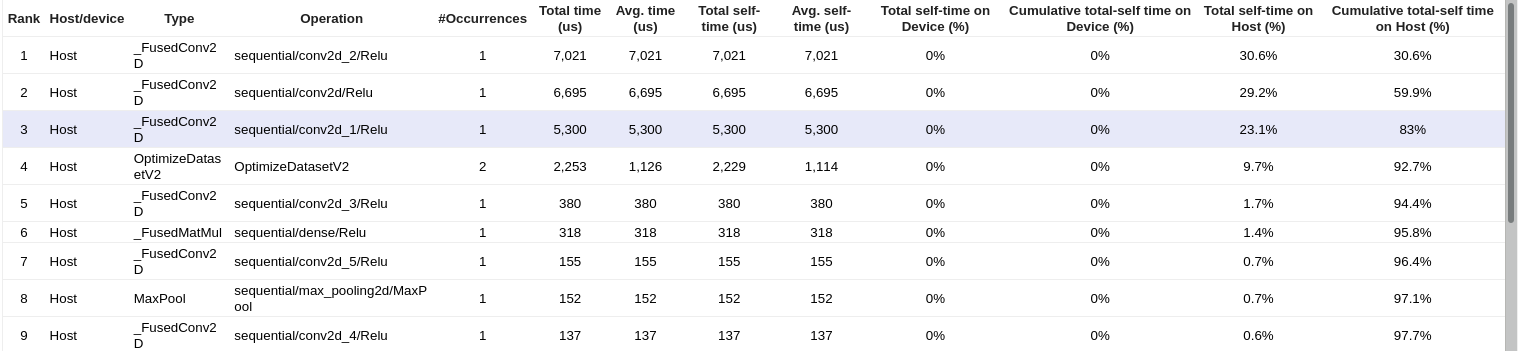 Rank Host/device Type Operation #Occurrences Total time (us) Avg. time (us) Total self-time (us) Avg. self-time (us) Total self-time on Device (%) Cumulative total-self time on Device (%) Total self-time on Host (%) Cumulative total-self time on Host (%)
1 Host _FusedConv2D sequential/conv2d_2/Relu 1 7,021 7,021 7,021 7,021 0% 0% 30.6% 30.6%
2 Host _FusedConv2D sequential/conv2d/Relu 1 6,695 6,695 6,695 6,695 0% 0% 29.2% 59.9%
3 Host _FusedConv2D sequential/conv2d_1/Relu 1 5,300 5,300 5,300 5,300 0% 0% 23.1% 83%
4 Host OptimizeDatasetV2 OptimizeDatasetV2 2 2,253 1,126 2,229 1,114 0% 0% 9.7% 92.7%
5 Host _FusedConv2D sequential/conv2d_3/Relu 1 380 380 380 380 0% 0% 1.7% 94.4%
6 Host _FusedMatMul sequential/dense/Relu 1 318 318 318 318 0% 0% 1.4% 95.8%
7 Host _FusedConv2D sequential/conv2d_5/Relu 1 155 155 155 155 0% 0% 0.7% 96.4%
8 Host MaxPool sequential/max_pooling2d/MaxPool 1 152 152 152 152 0% 0% 0.7% 97.1%
9 Host _FusedConv2D sequential/conv2d_4/Relu 1 137 137 137 137 0% 0% 0.6% 97.7%